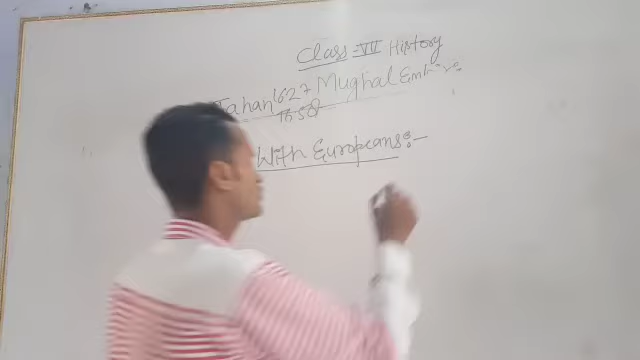 Class - VII History
Jahan 1627 Mughal Empire
1658
With Europeans :-